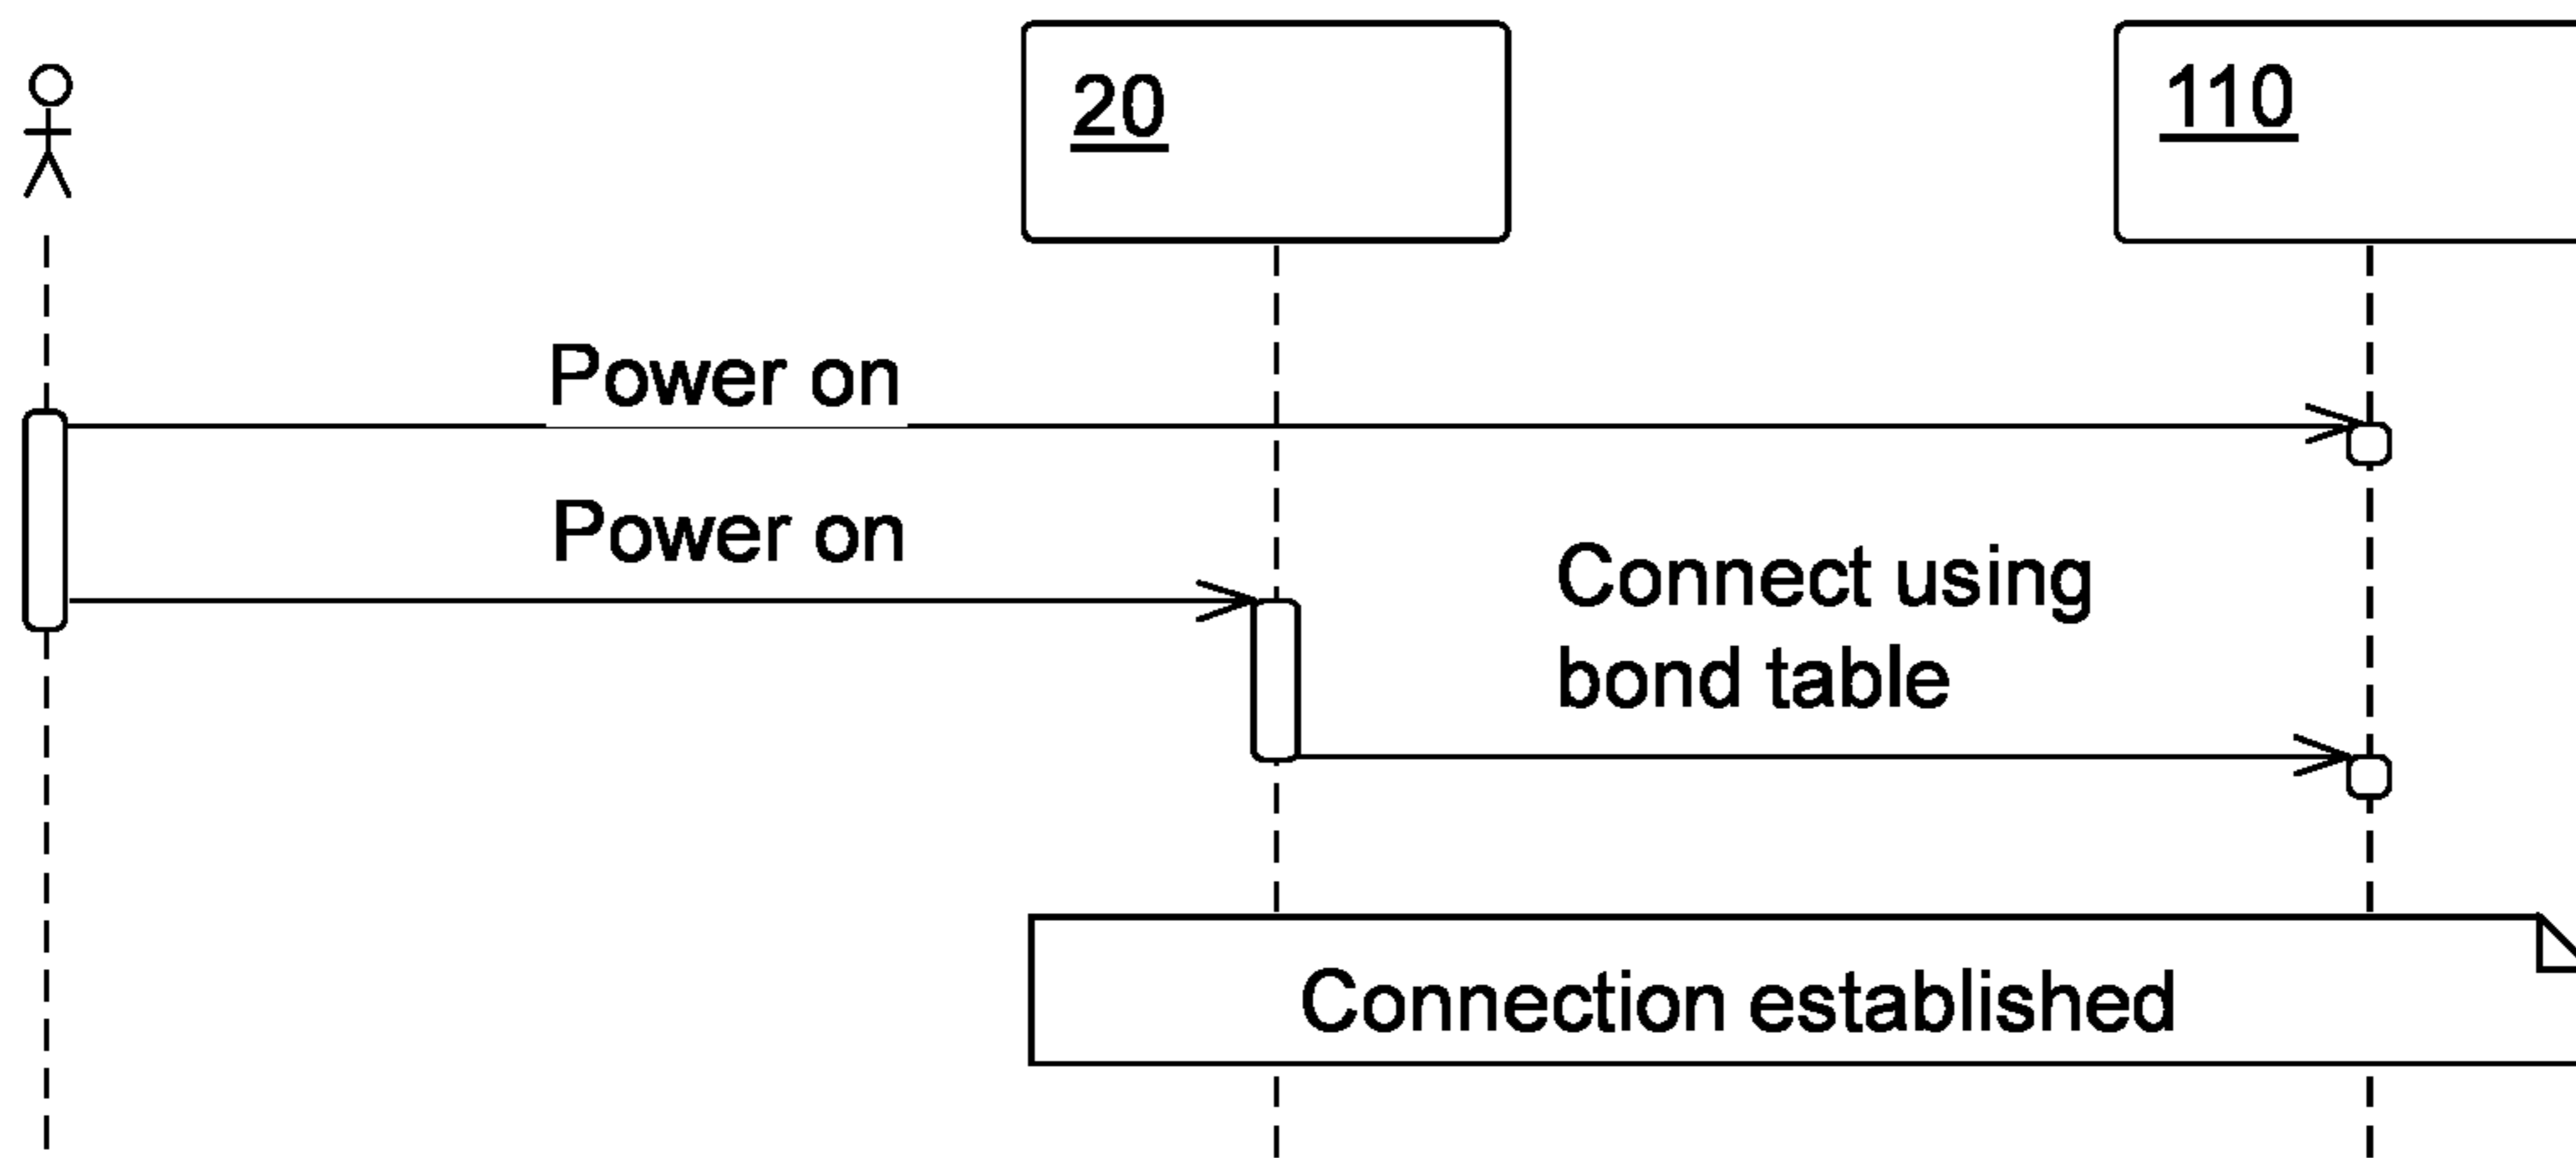 20
110
Power on
Power on
Connect using
bond table
Connection established